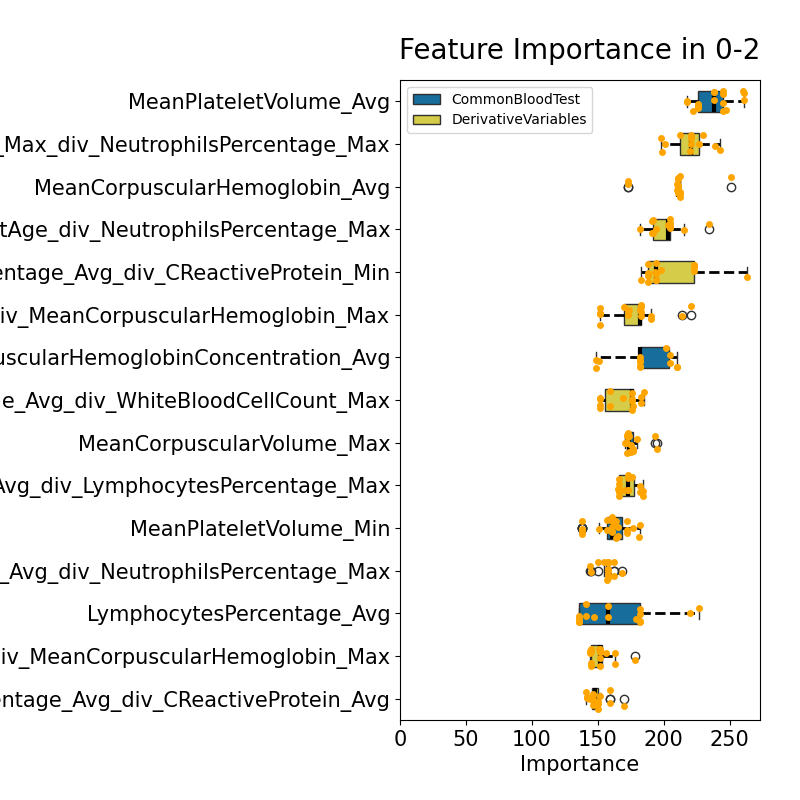 Feature Importance in 0-2
CommonBloodTest
DerivativeVariables
MeanPlateletVolume_Avg
_Max_div_NeutrophilsPercentage_Max
MeanCorpuscularHemoglobin_Avg
tAge_div_NeutrophilsPercentage_Max
entage_Avg_div_CReactiveProtein_Min
iv_MeanCorpuscularHemoglobin_Max
uscularHemoglobinConcentration_Avg
e_Avg_div_WhiteBloodCellCount_Max
MeanCorpuscularVolume_Max
Avg_div_LymphocytesPercentage_Max
MeanPlateletVolume_Min
_Avg_div_NeutrophilsPercentage_Max
LymphocytesPercentage_Avg
iv_MeanCorpuscularHemoglobin_Max
entage_Avg_div_CReactiveProtein_Avg
0 50 100 150 200 250
Importance